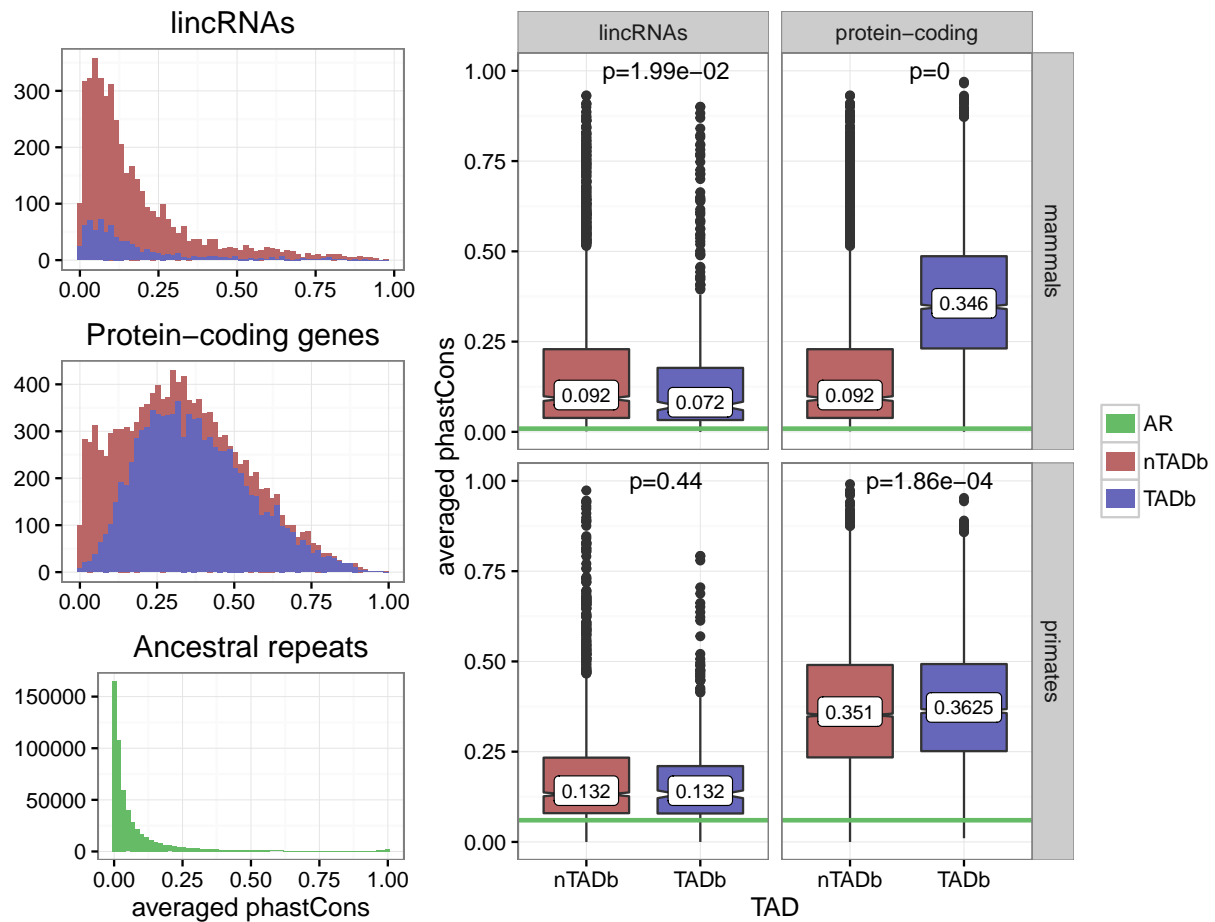 lincRNAs
300
200
100
0
0.00 0.25 0.50 0.75 1.00
Protein−coding genes
400
300
200
100
0
0.00 0.25 0.50 0.75 1.00
Ancestral repeats
150000
100000
50000
0
0.00 0.25 0.50 0.75 1.00
averaged phastCons
lincRNAs protein−coding
averaged phastCons
1.00
0.75
0.50
0.25
0.00
p=1.99e−02
0.092 0.072
p=0
0.092 0.346
mammals
1.00
0.75
0.50
0.25
0.00
p=0.44
0.132 0.132
p=1.86e−04
0.351 0.3625
primates
nTADb TADb nTADb TADb
TAD
AR
nTADb
TADb